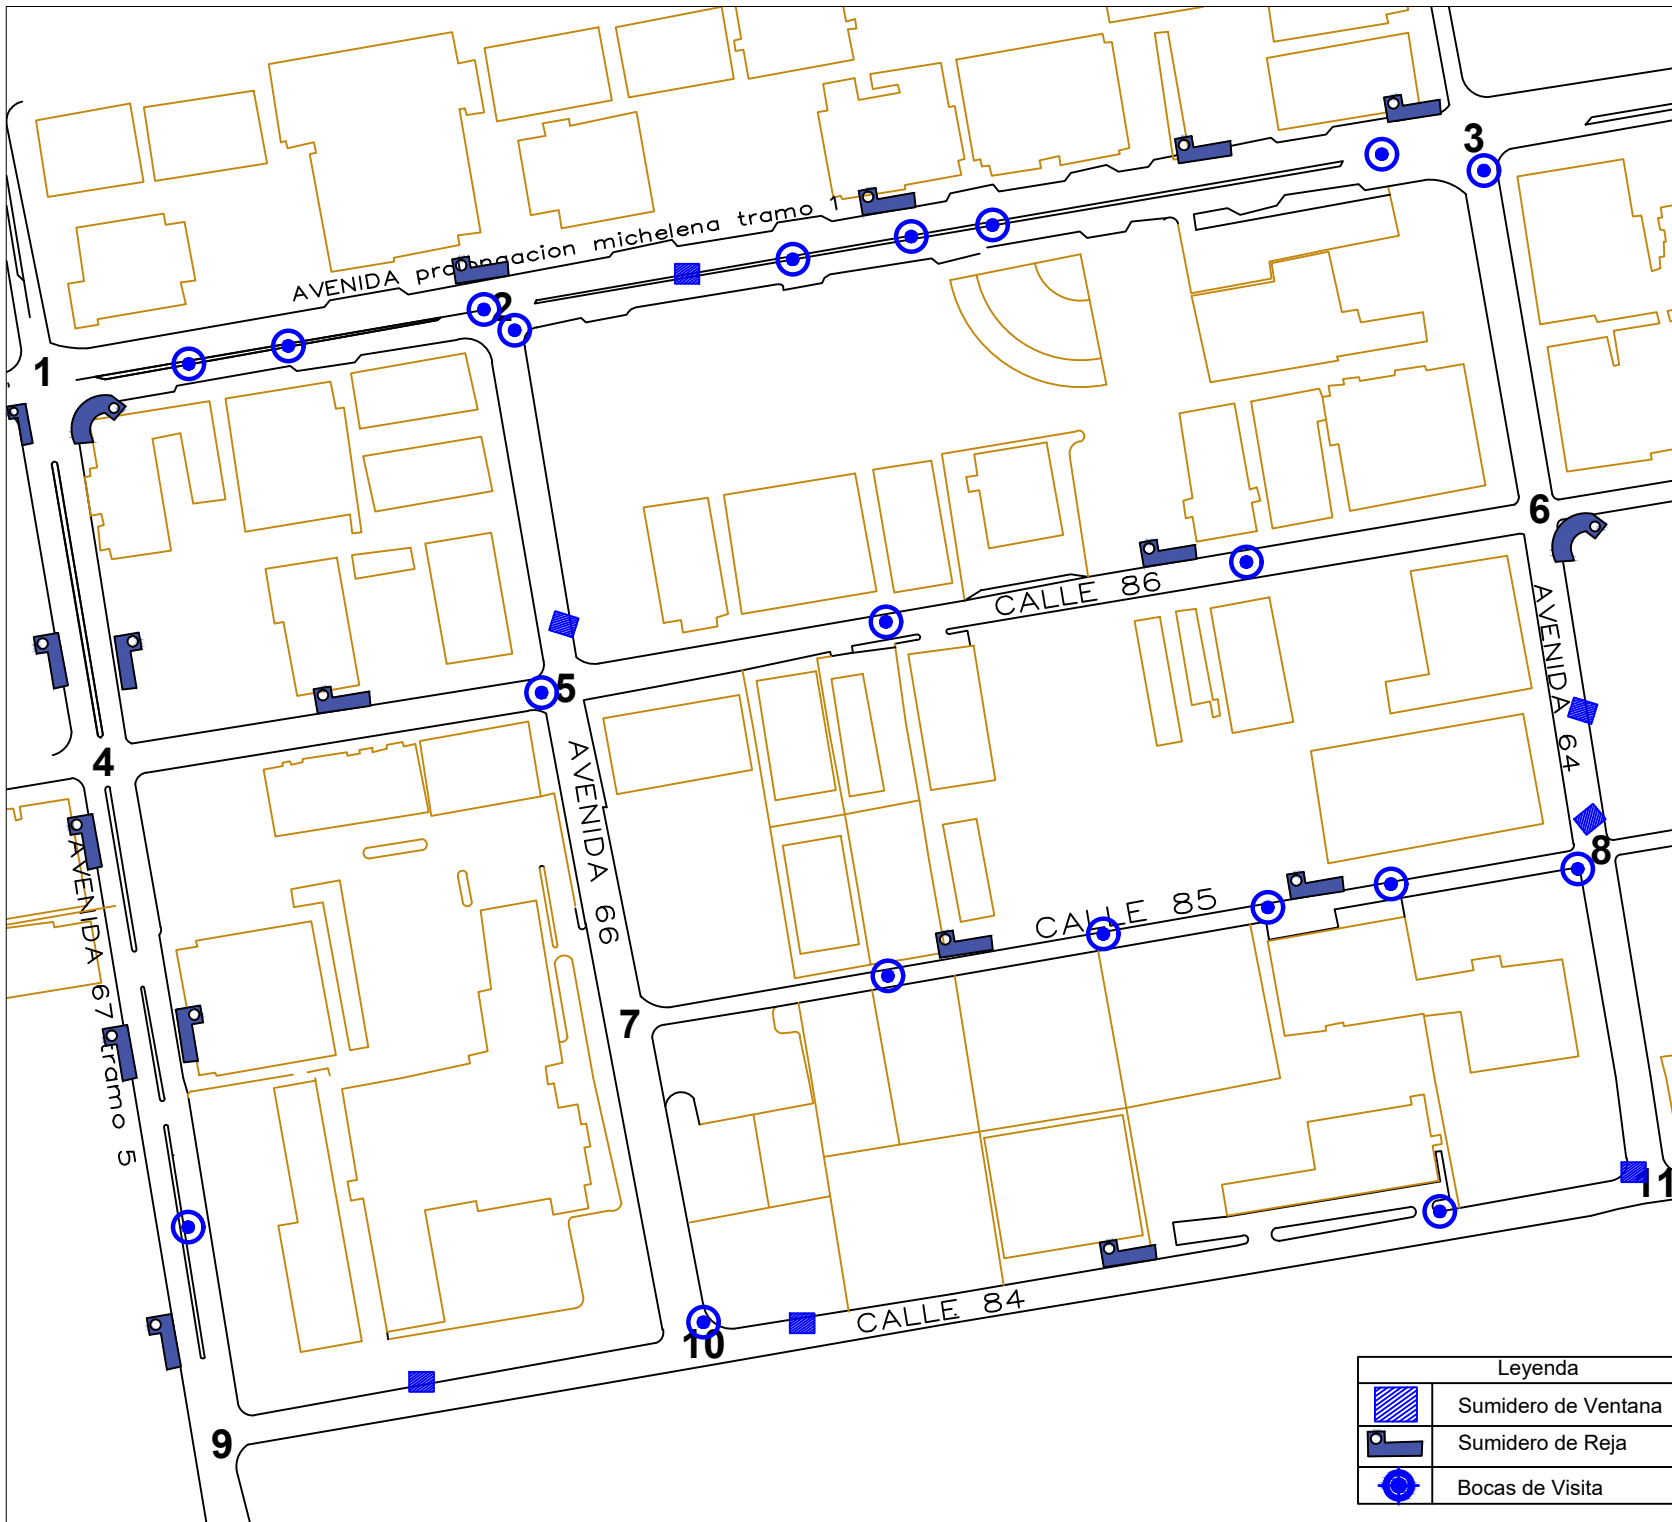 3
AVENIDA prolongacion michelena tramo 1
2
1
6
CALLE 86
AVENIDA 64
5
4
AVENIDA 66
8
CALLE 85
AVENIDA 67 tramo 5
7
11
CALLE 84
10
9
Leyenda
Sumidero de Ventana
Sumidero de Reja
Bocas de Visita